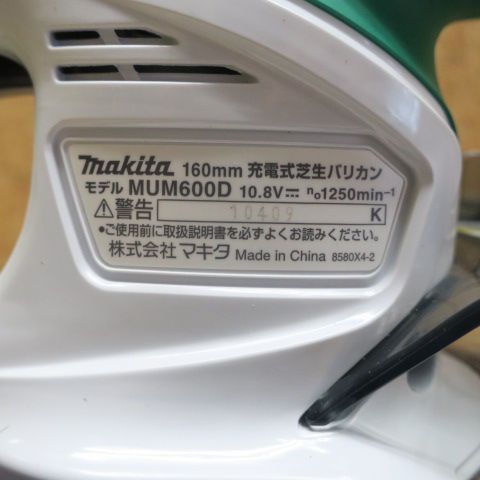 makita 160mm 充電式芝生バリカン
モデル MUM600D 10.8V⎓ n₀1250min⁻¹
⚠警告 10409 K
●ご使用前に取扱説明書を必ずよくお読みください。
株式会社 マキタ Made in China 8580X4-2